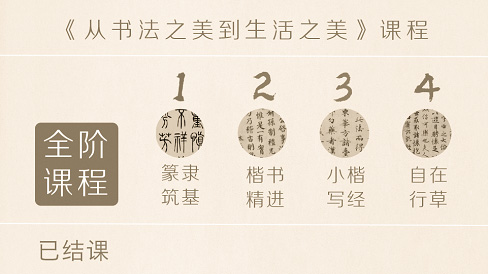 《从书法之美到生活之美》课程
1 2 3 4
全阶
课程
篆隶
筑基
楷书
精进
小楷
写经
自在
行草
已结课